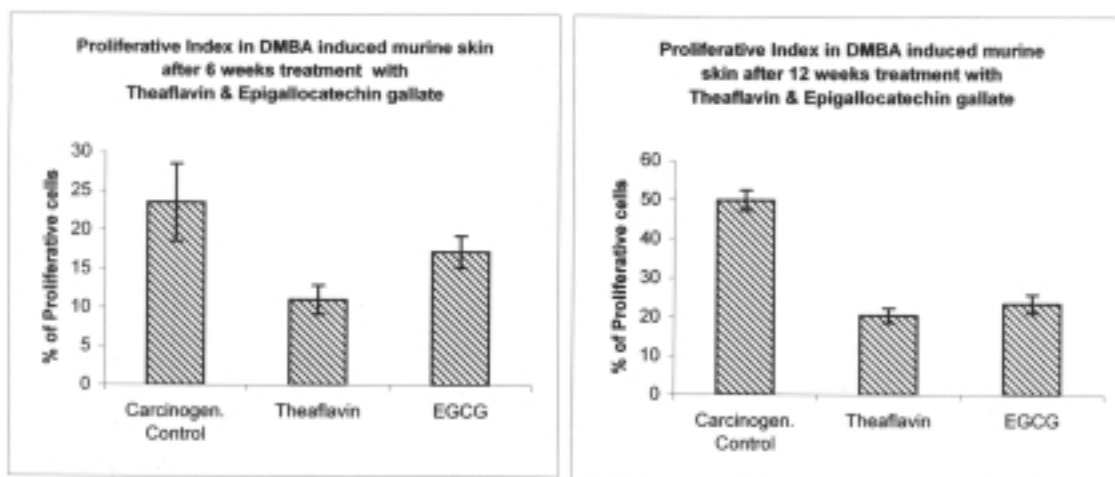 Proliferative Index in DMBA induced murine skin
after 6 weeks treatment with
Theaflavin & Epigallocatechin gallate
% of Proliferative cells
30
25
20
15
10
5
0
Carcinogen.
Control
Theaflavin
EGCG
Proliferative Index in DMBA induced murine
skin after 12 weeks treatment with
Theaflavin & Epigallocatechin gallate
% of Proliferative cells
60
50
40
30
20
10
0
Carcinogen.
Control
Theaflavin
EGCG